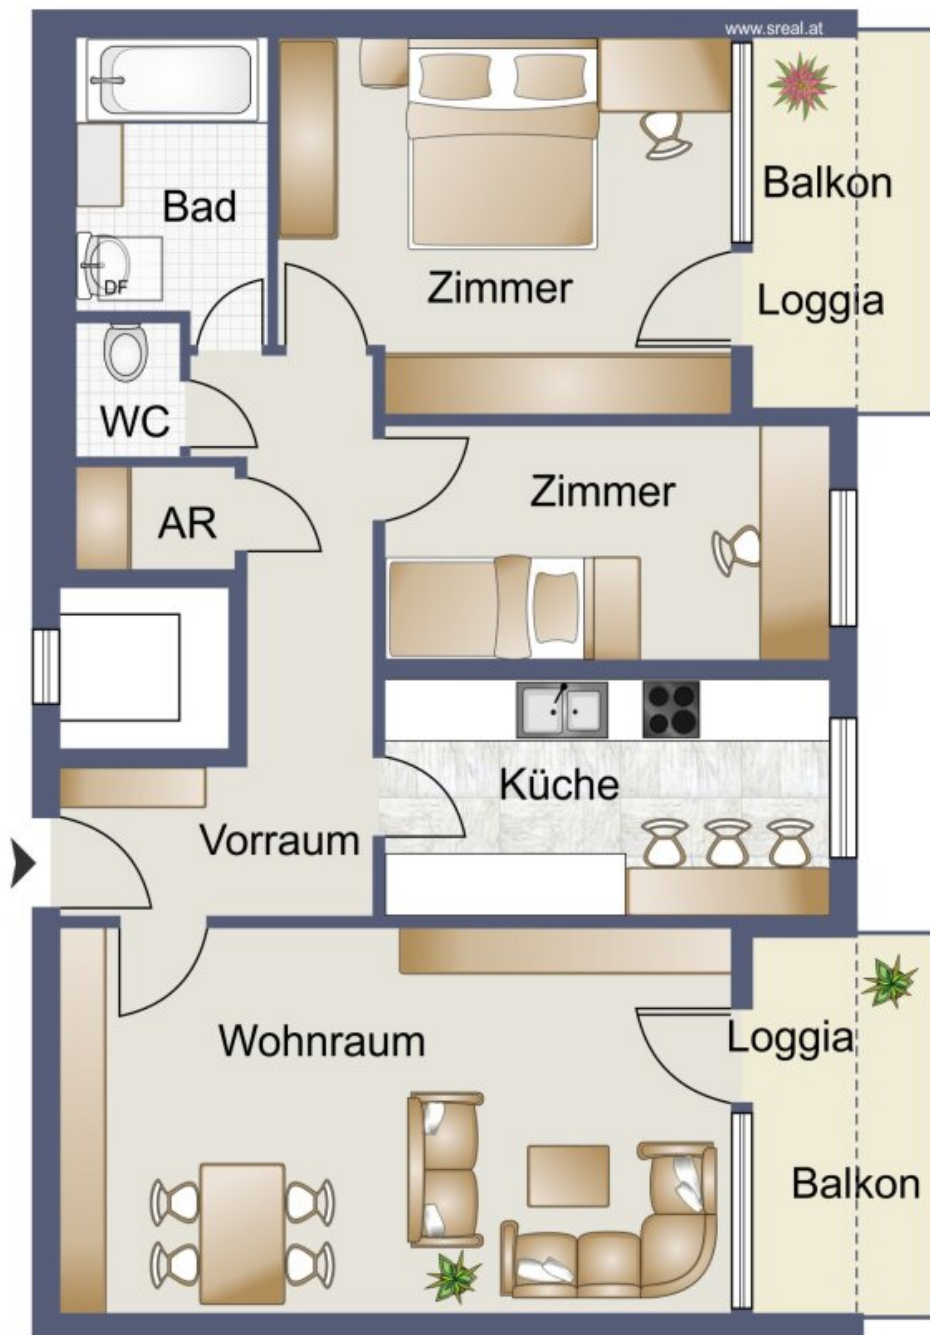 www.sreal.at
Balkon
Bad
Zimmer
DF
Loggia
WC
Zimmer
AR
Küche
Vorraum
Wohnraum
Loggia
Balkon